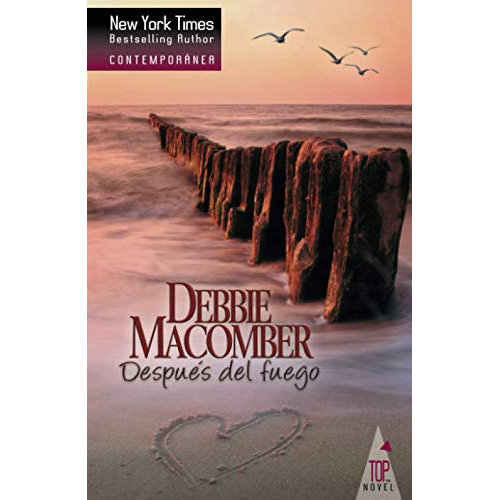 New York Times
Bestselling Author
CONTEMPORÁNEA
DEBBIE
MACOMBER
Después del fuego
TOP
NOVEL